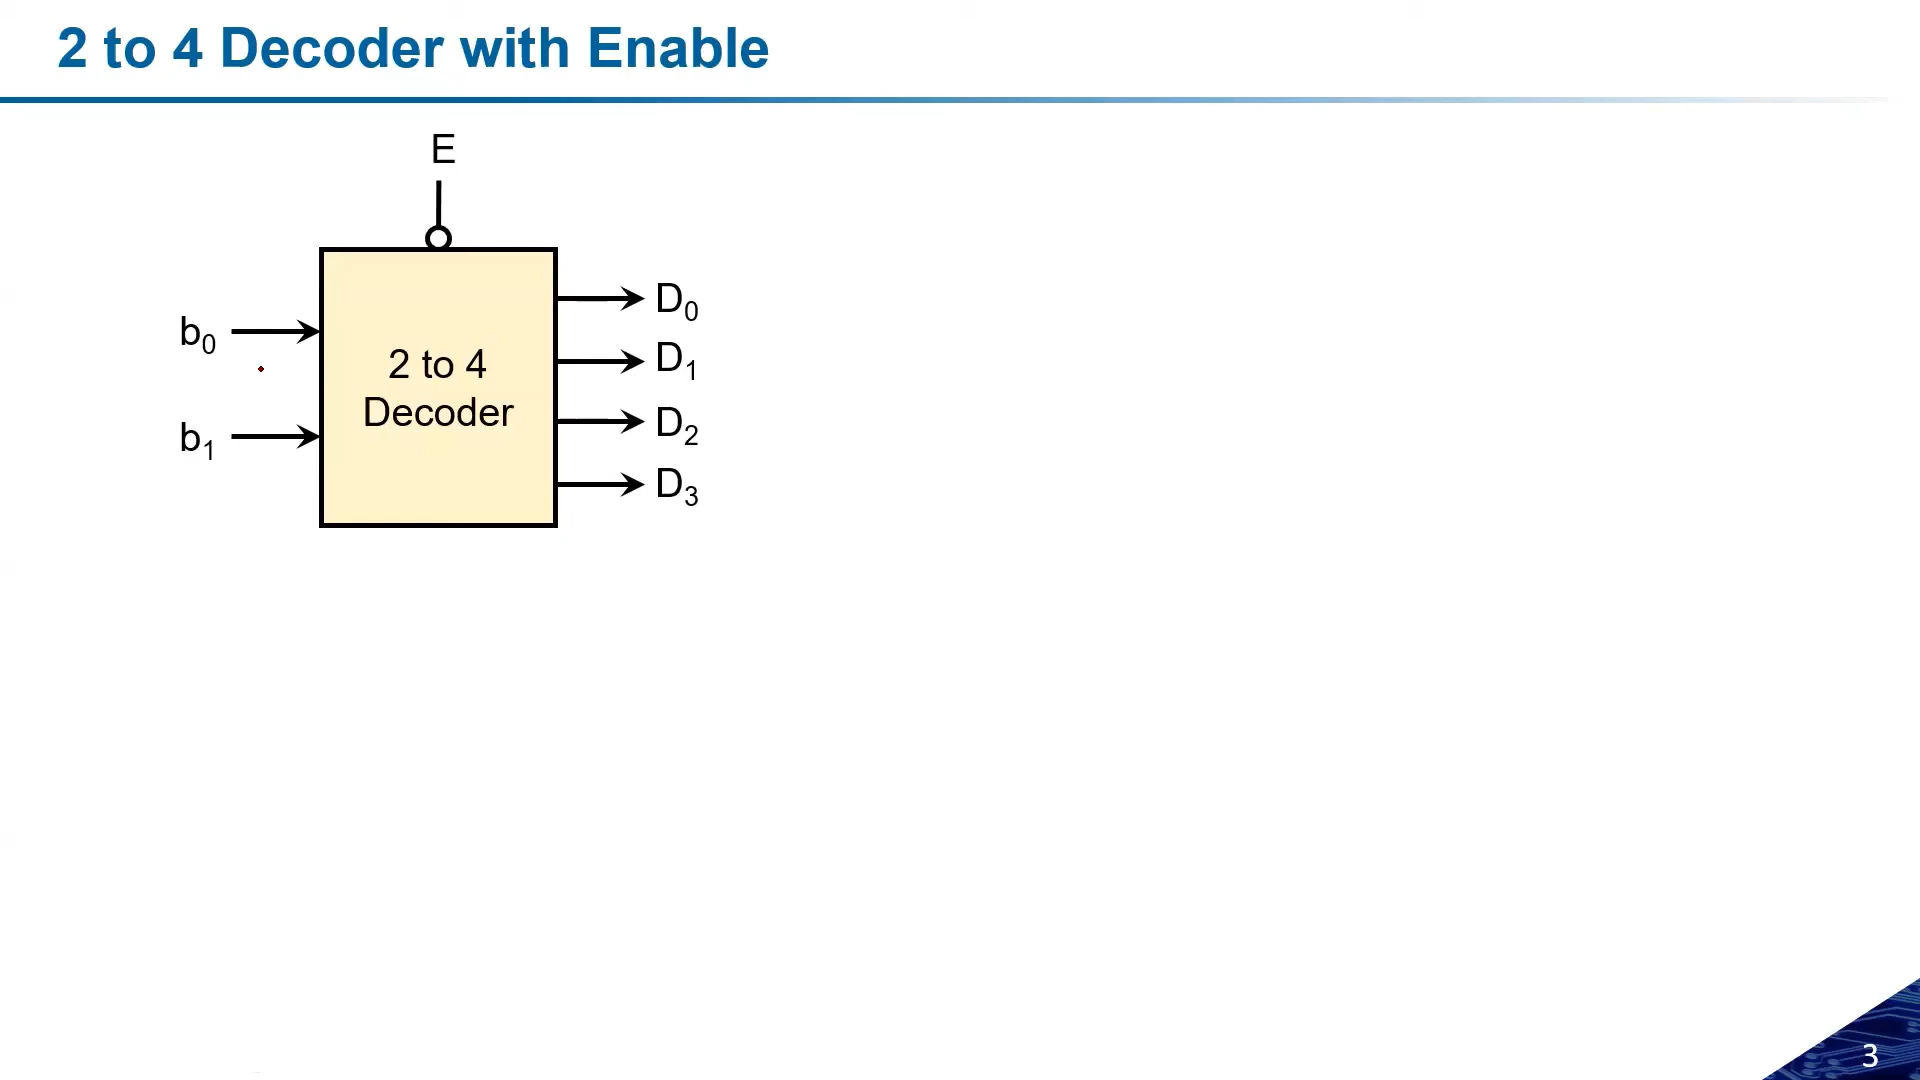 2 to 4 Decoder with Enable
E
b₀
b₁
2 to 4
Decoder
D₀
D₁
D₂
D₃
3